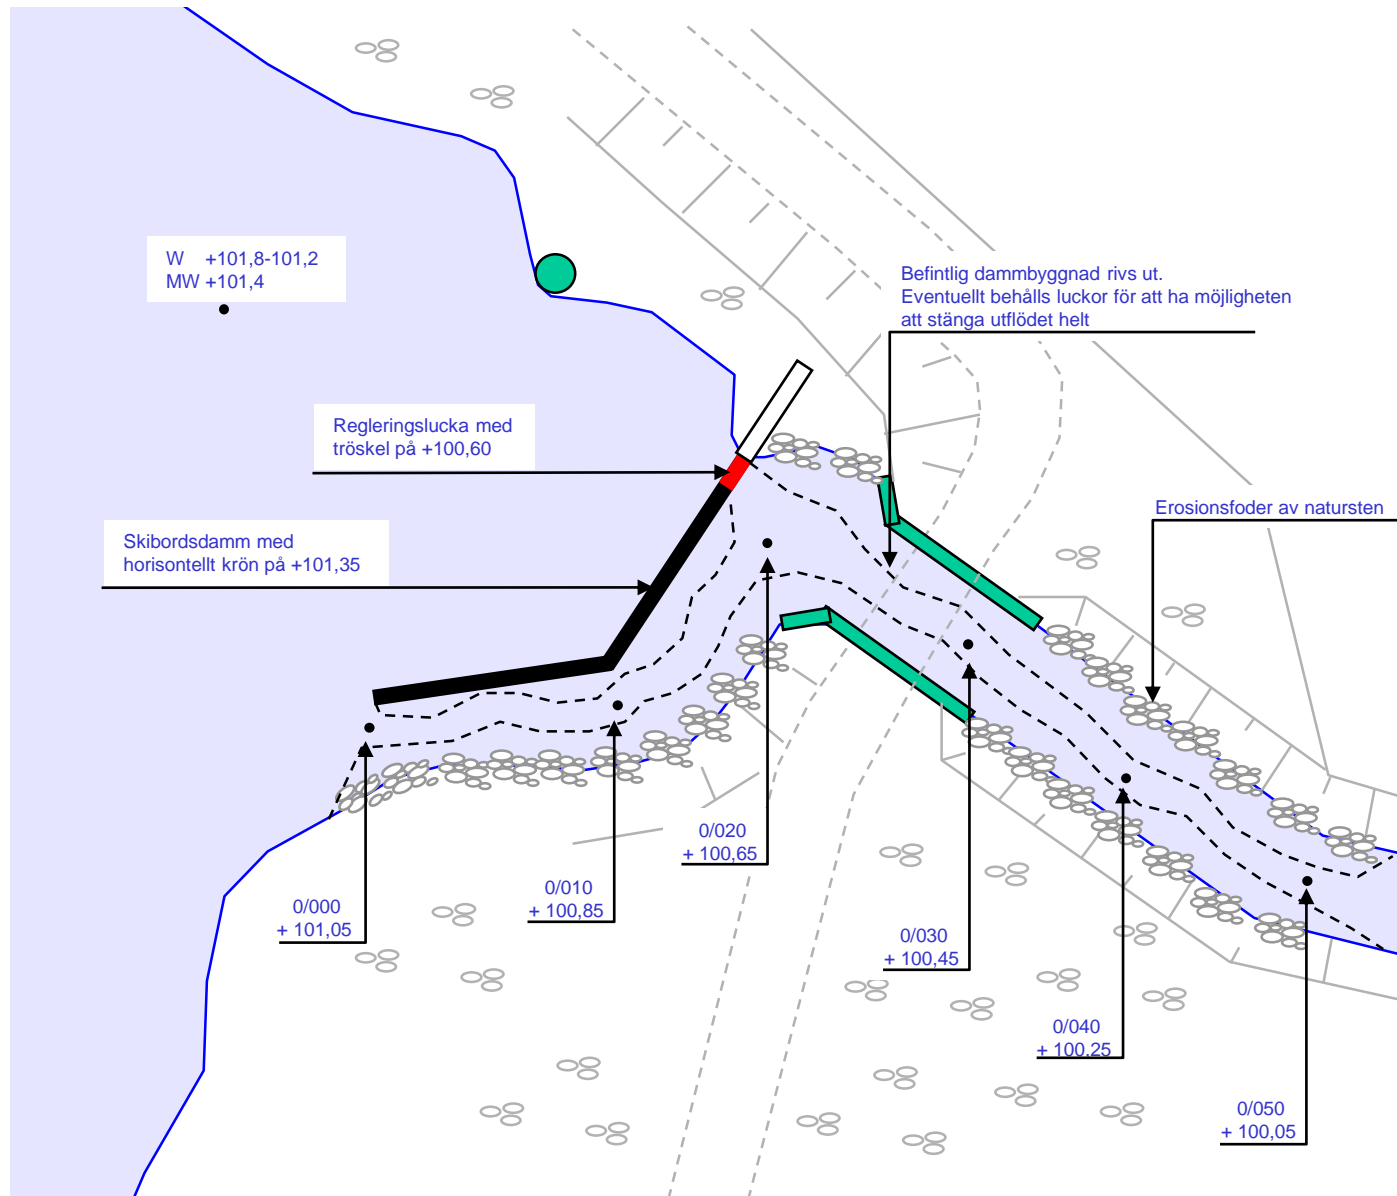 W +101,8-101,2
MW +101,4
Befintlig dammbyggnad rivs ut.
Eventuellt behålls luckor för att ha möjligheten
att stänga utflödet helt
Regleringslucka med
tröskel på +100,60
Erosionsfoder av natursten
Skibordsdamm med
horisontellt krön på +101,35
0/020
+ 100,65
0/010
+ 100,85
0/000
+ 101,05
0/030
+ 100,45
0/040
+ 100,25
0/050
+ 100,05